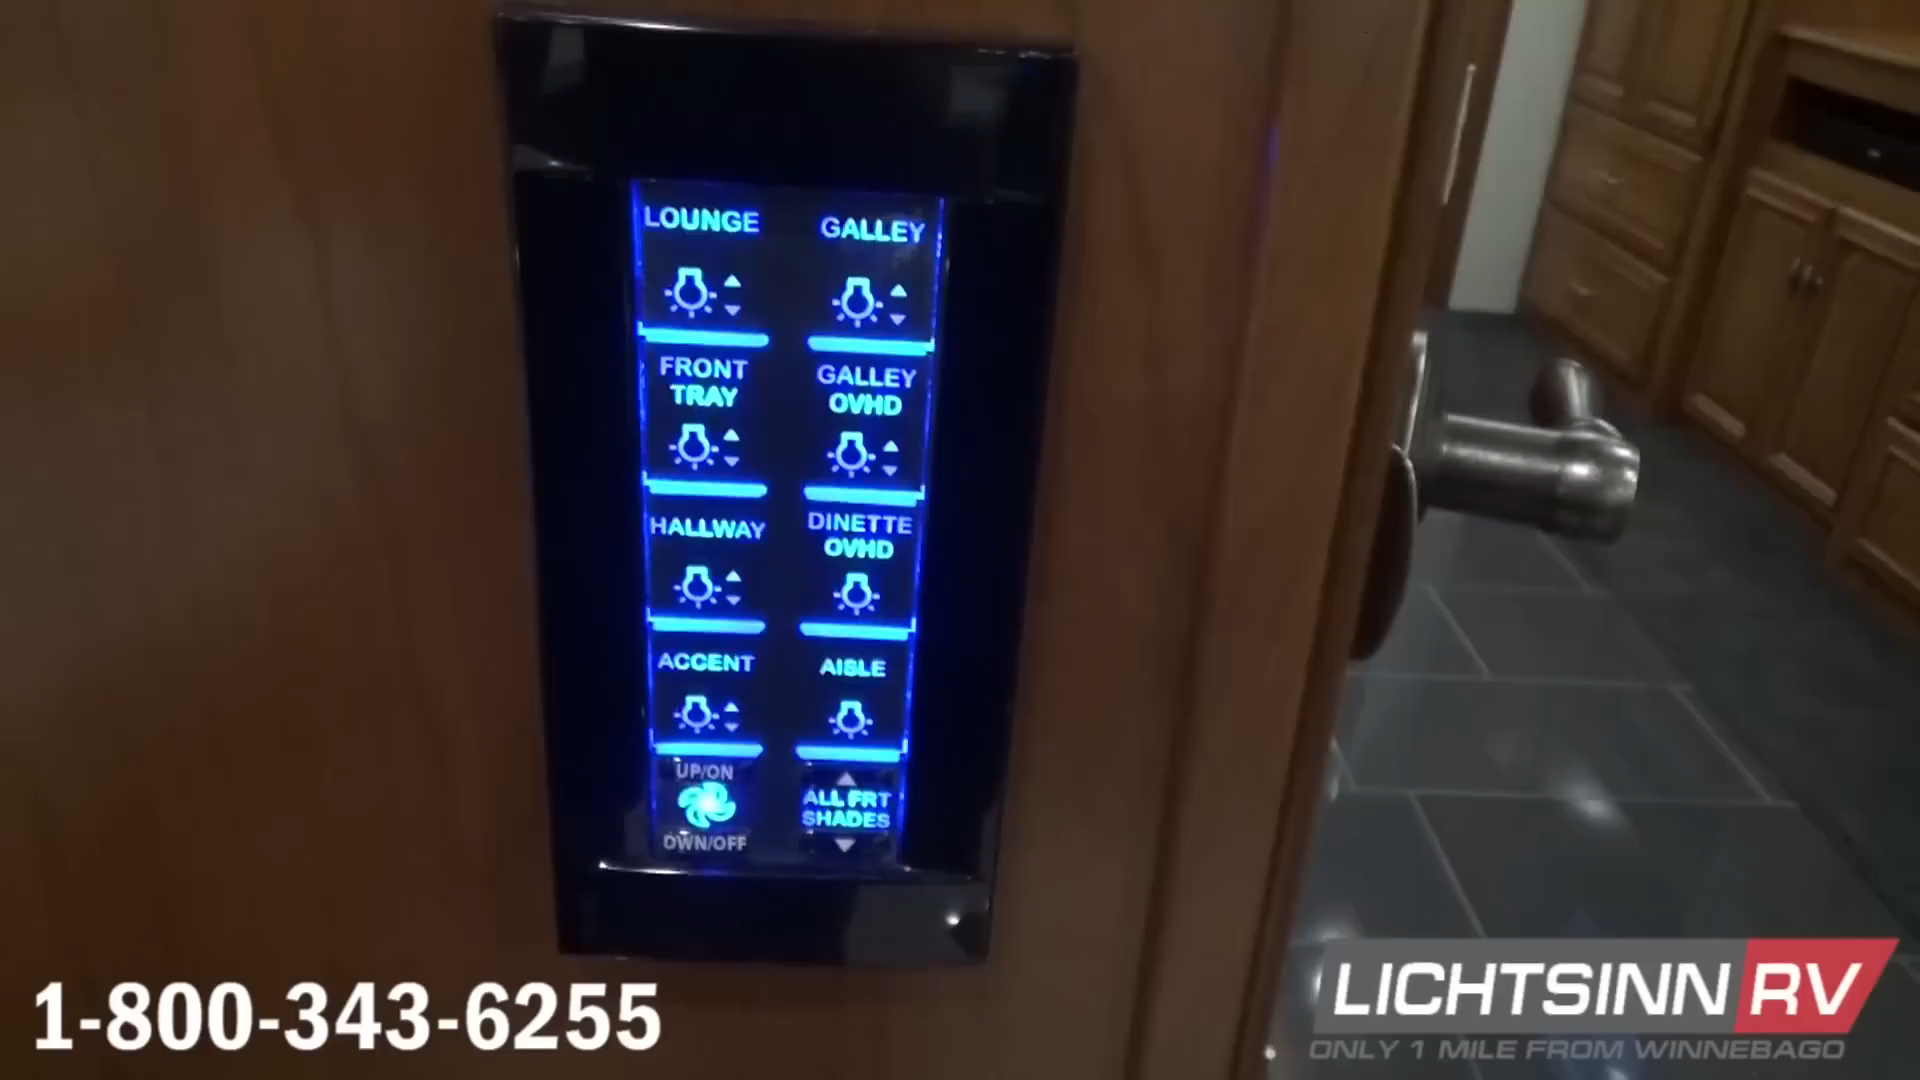 LOUNGE
GALLEY
FRONT
TRAY
GALLEY
OVHD
HALLWAY
DINETTE
OVHD
ACCENT
AISLE
UP/ON
DWN/OFF
ALL FRT
SHADES
1-800-343-6255
LICHTSINN RV
ONLY 1 MILE FROM WINNEBAGO